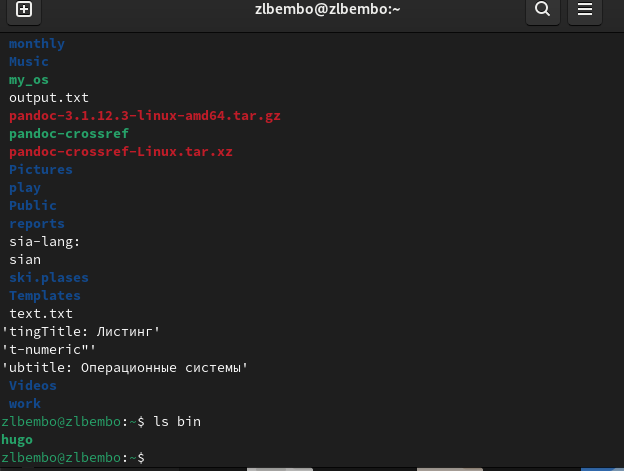 zlbembo@zlbembo:~
monthly
Music
my_os
output.txt
pandoc-3.1.12.3-linux-amd64.tar.gz
pandoc-crossref
pandoc-crossref-Linux.tar.xz
Pictures
play
Public
reports
sia-lang:
sian
ski.plases
Templates
text.txt
'tingTitle: Листинг'
't-numeric"'
'ubtitle: Операционные системы'
Videos
work
zlbembo@zlbembo:~$ ls bin
hugo
zlbembo@zlbembo:~$